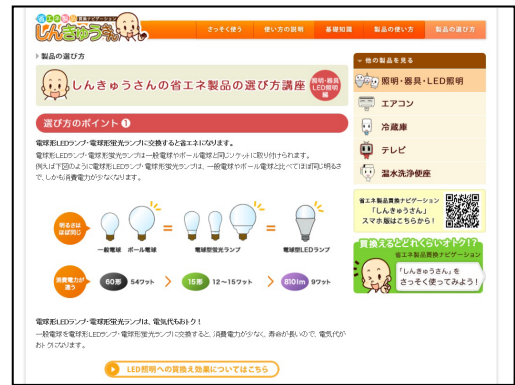 省エネ製品買換ナビゲーション
しんきゅうさん
さっそく使う 使い方の説明 基礎知識 製品の使い方 製品の選び方
製品の選び方
しんきゅうさんの省エネ製品の選び方講座
照明・器具
LED照明
編
選び方のポイント❶
電球形LEDランプ・電球形蛍光ランプに交換すると省エネになります。
電球形LEDランプ・電球形蛍光ランプは一般電球やボール電球と同じソケットに取り付けられます。
例えば下図のように電球形LEDランプ・電球形蛍光ランプは、一般電球やボール電球と比べてほぼ同じ明るさ
で、しかも消費電力が少なくなります。
明るさは
ほぼ同じ
一般電球 ボール電球 = 電球型蛍光ランプ = 電球型LEDランプ
消費電力が
違う
60形 54ワット > 15形 12～15ワット > 810lm 9ワット
電球形LEDランプ・電球形蛍光ランプは、電気代もおトク！
一般電球を電球形LEDランプ・電球形蛍光ランプに交換すると、消費電力が少なく、寿命が長いので、電気代が
おトクになります。
LED照明への買換え効果についてはこちら
他の製品を見る
照明・器具・LED照明
エアコン
冷蔵庫
テレビ
温水洗浄便座
省エネ製品買換ナビゲーション
「しんきゅうさん」
スマホ版はこちらから！
買換えるとどれくらいオトク!?
省エネ製品買換ナビゲーション
「しんきゅうさん」を
さっそく使ってみよう！